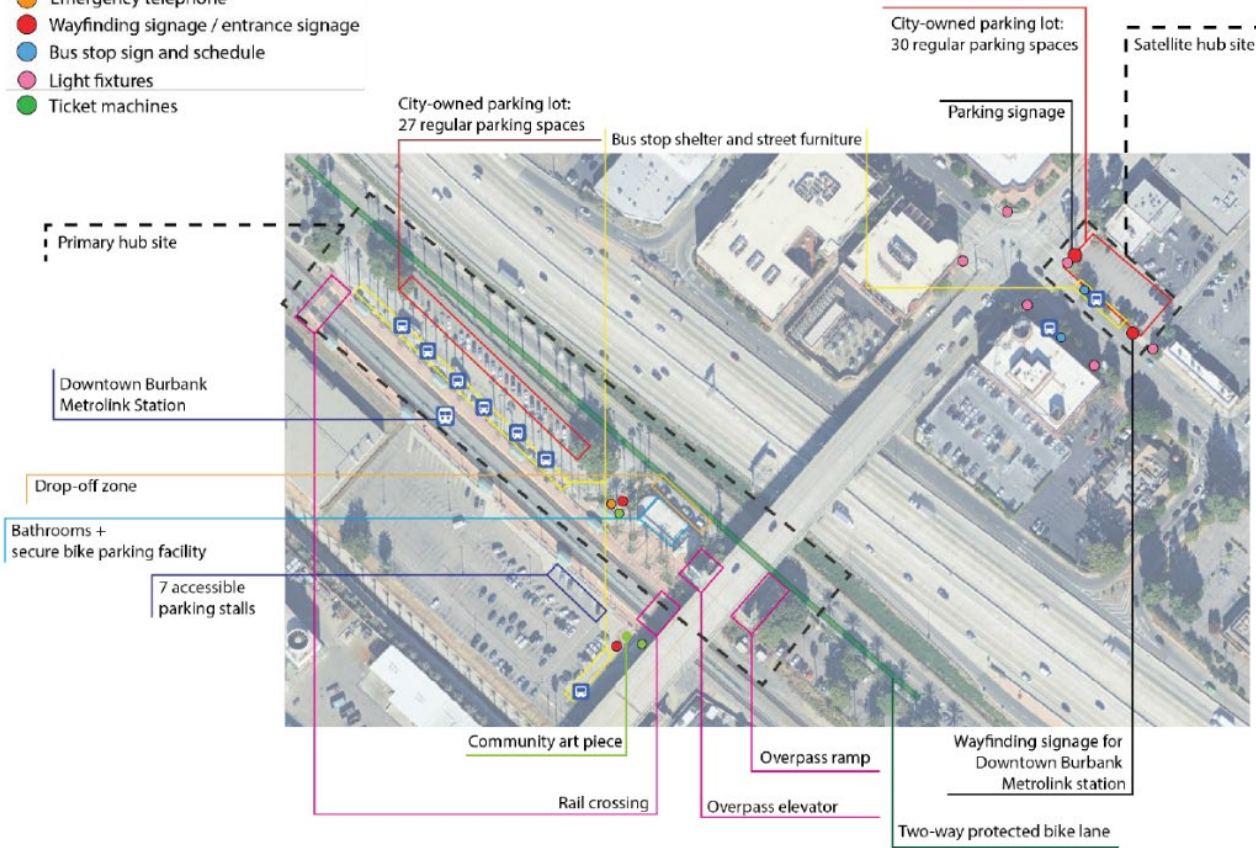 Emergency telephone
Wayfinding signage / entrance signage
Bus stop sign and schedule
Light fixtures
Ticket machines
City-owned parking lot:
27 regular parking spaces
Bus stop shelter and street furniture
City-owned parking lot:
30 regular parking spaces
Satellite hub site
Parking signage
Primary hub site
Downtown Burbank
Metrolink Station
Drop-off zone
Bathrooms +
secure bike parking facility
7 accessible
parking stalls
Community art piece
Rail crossing
Overpass ramp
Overpass elevator
Wayfinding signage for
Downtown Burbank
Metrolink station
Two-way protected bike lane